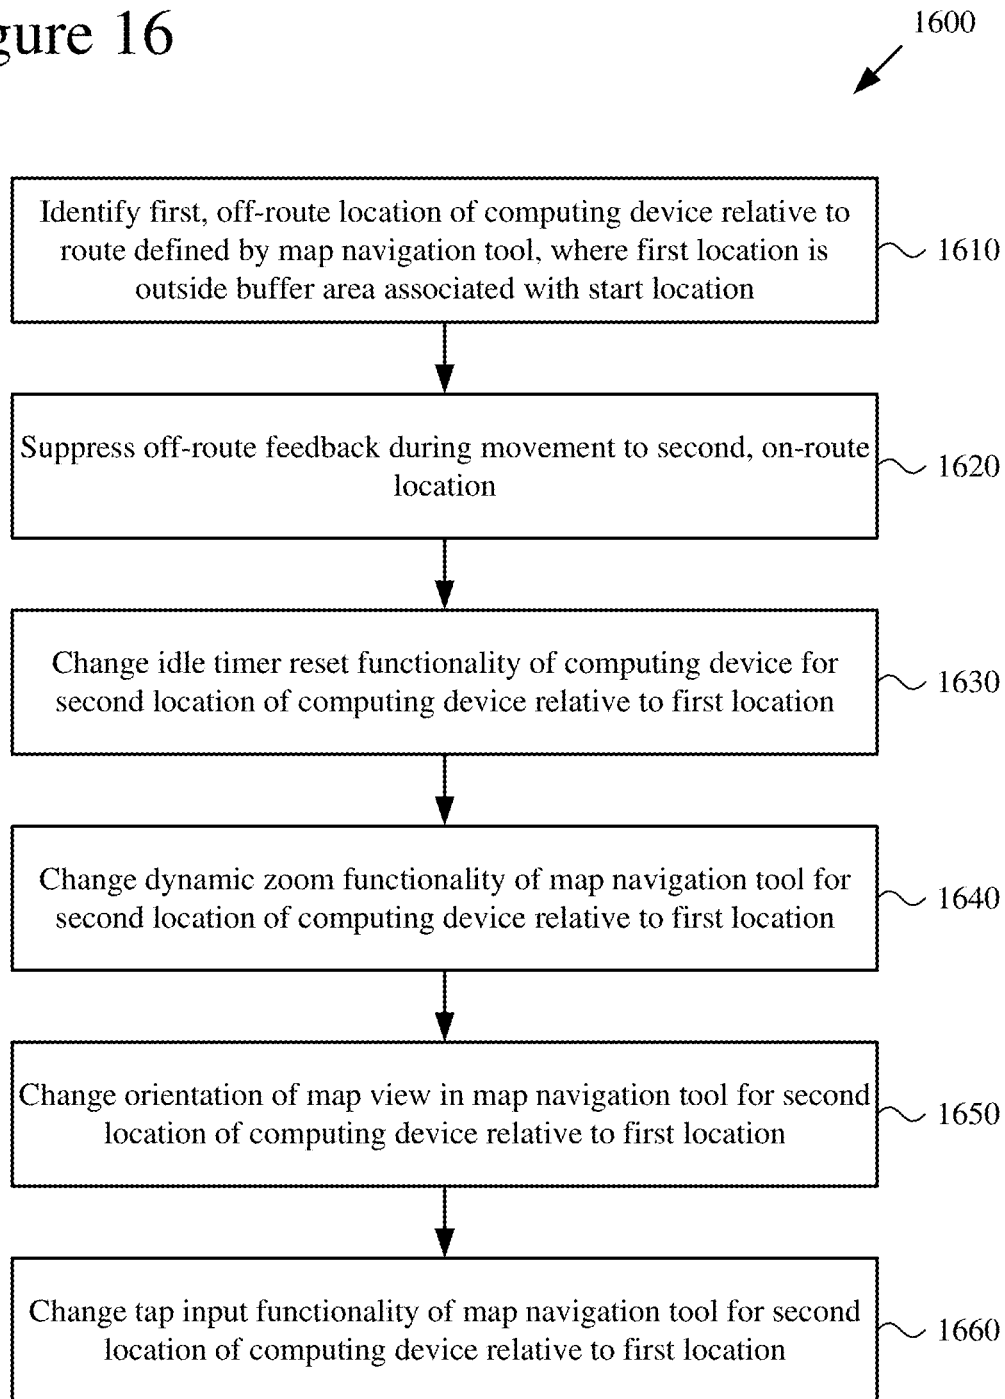 gure 16
1600
Identify first, off-route location of computing device relative to
route defined by map navigation tool, where first location is
outside buffer area associated with start location
1610
Suppress off-route feedback during movement to second, on-route
location
1620
Change idle timer reset functionality of computing device for
second location of computing device relative to first location
1630
Change dynamic zoom functionality of map navigation tool for
second location of computing device relative to first location
1640
Change orientation of map view in map navigation tool for second
location of computing device relative to first location
1650
Change tap input functionality of map navigation tool for second
location of computing device relative to first location
1660